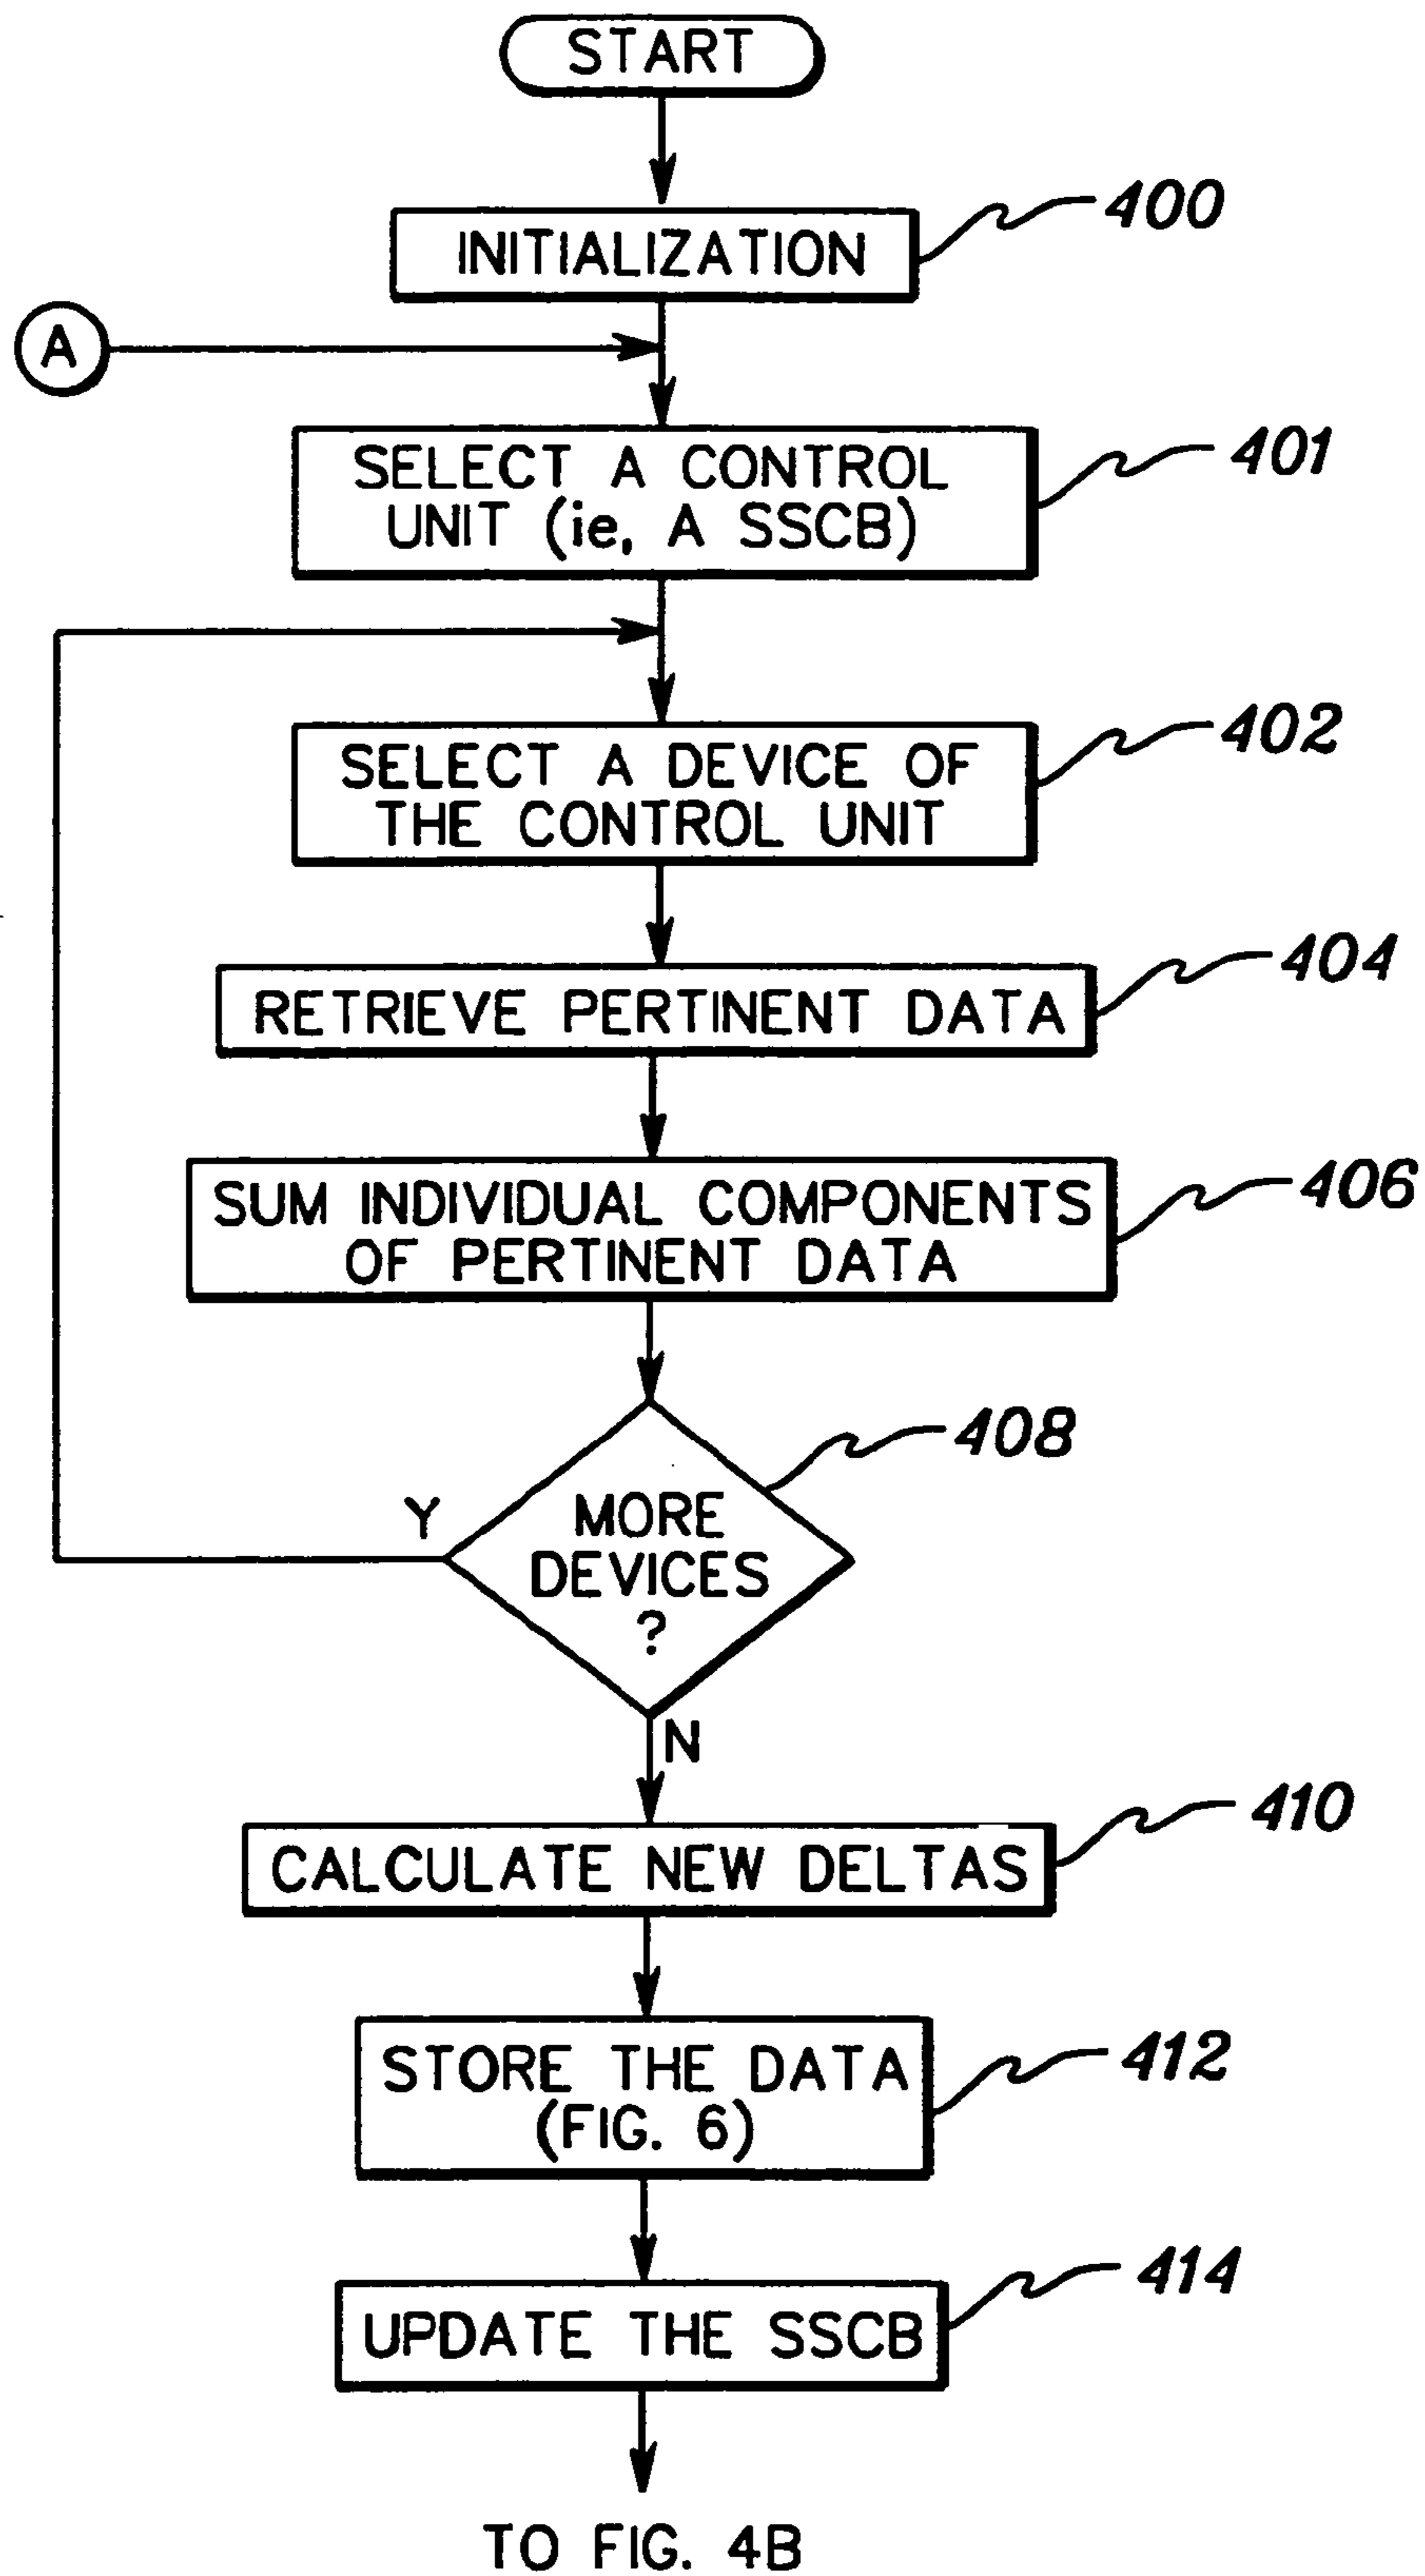 START
INITIALIZATION
400
A
SELECT A CONTROL
UNIT (ie, A SSCB)
401
SELECT A DEVICE OF
THE CONTROL UNIT
402
RETRIEVE PERTINENT DATA
404
SUM INDIVIDUAL COMPONENTS
OF PERTINENT DATA
406
MORE
DEVICES
?
408
Y
N
CALCULATE NEW DELTAS
410
STORE THE DATA
(FIG. 6)
412
UPDATE THE SSCB
414
TO FIG. 4B